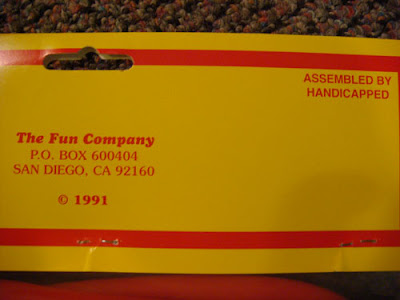 ASSEMBLED BY
HANDICAPPED
The Fun Company
P.O. BOX 600404
SAN DIEGO, CA 92160
© 1991